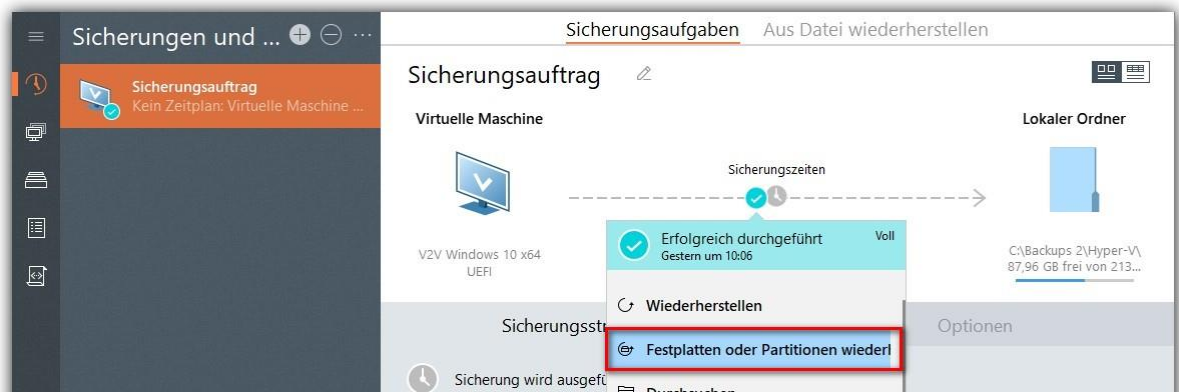 Sicherungen und ...
Sicherungsaufgaben Aus Datei wiederherstellen
Sicherungsauftrag
Kein Zeitplan: Virtuelle Maschine ...
Sicherungsauftrag
Virtuelle Maschine
Lokaler Ordner
Sicherungszeiten
V2V Windows 10 x64
UEFI
Erfolgreich durchgeführt Voll
Gestern um 10:06
C:\Backups 2\Hyper-V\
87,96 GB frei von 213...
Wiederherstellen
Sicherungsst
Optionen
Festplatten oder Partitionen wiederl
Sicherung wird ausgefü
Durchsuchen